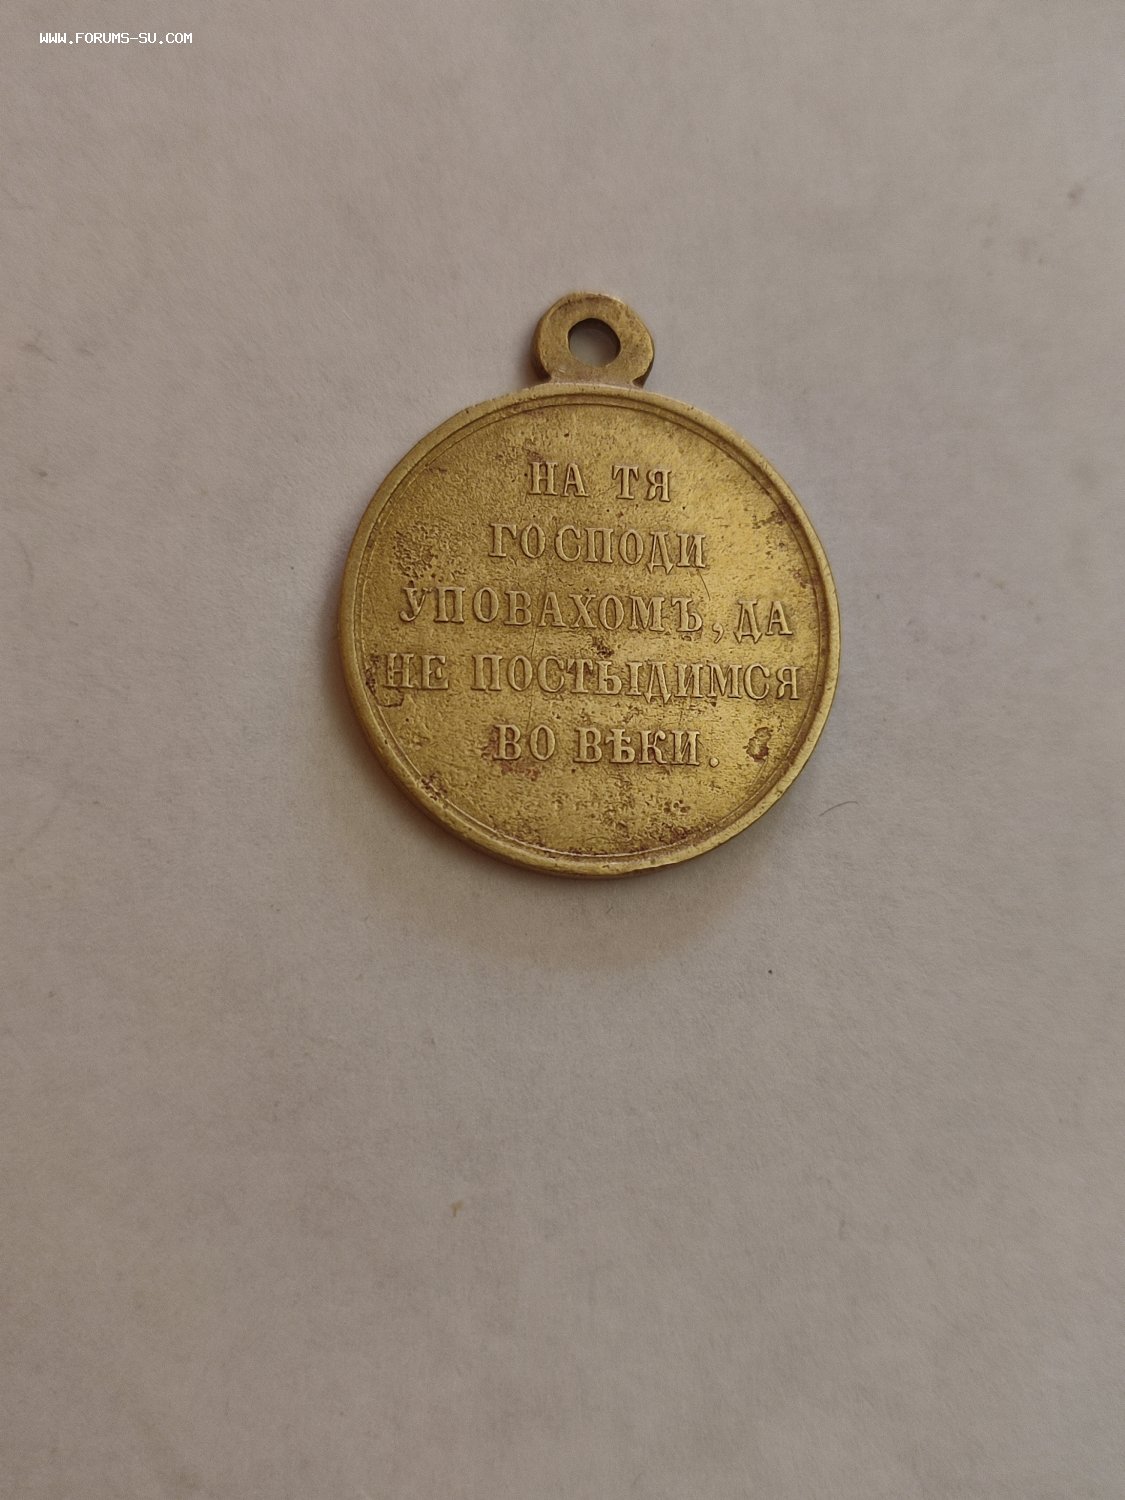 WWW.FORUMS-SU.COM
НА ТЯ
ГОСПОДИ
УПОВАХОМЪ, ДА
НЕ ПОСТЫДИМСЯ
ВО ВѢКИ.